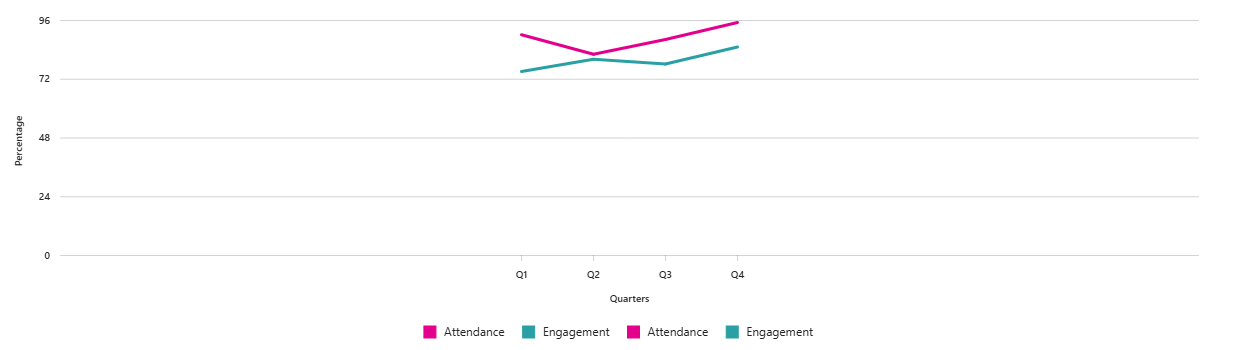 96
72
48
24
0
Percentage
Q1 Q2 Q3 Q4
Quarters
Attendance Engagement Attendance Engagement